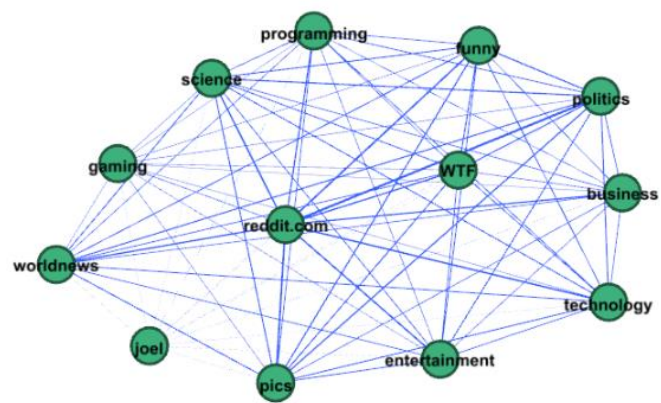 programming
funny
science
politics
gaming
WTF
business
reddit.com
worldnews
technology
joel
entertainment
pics